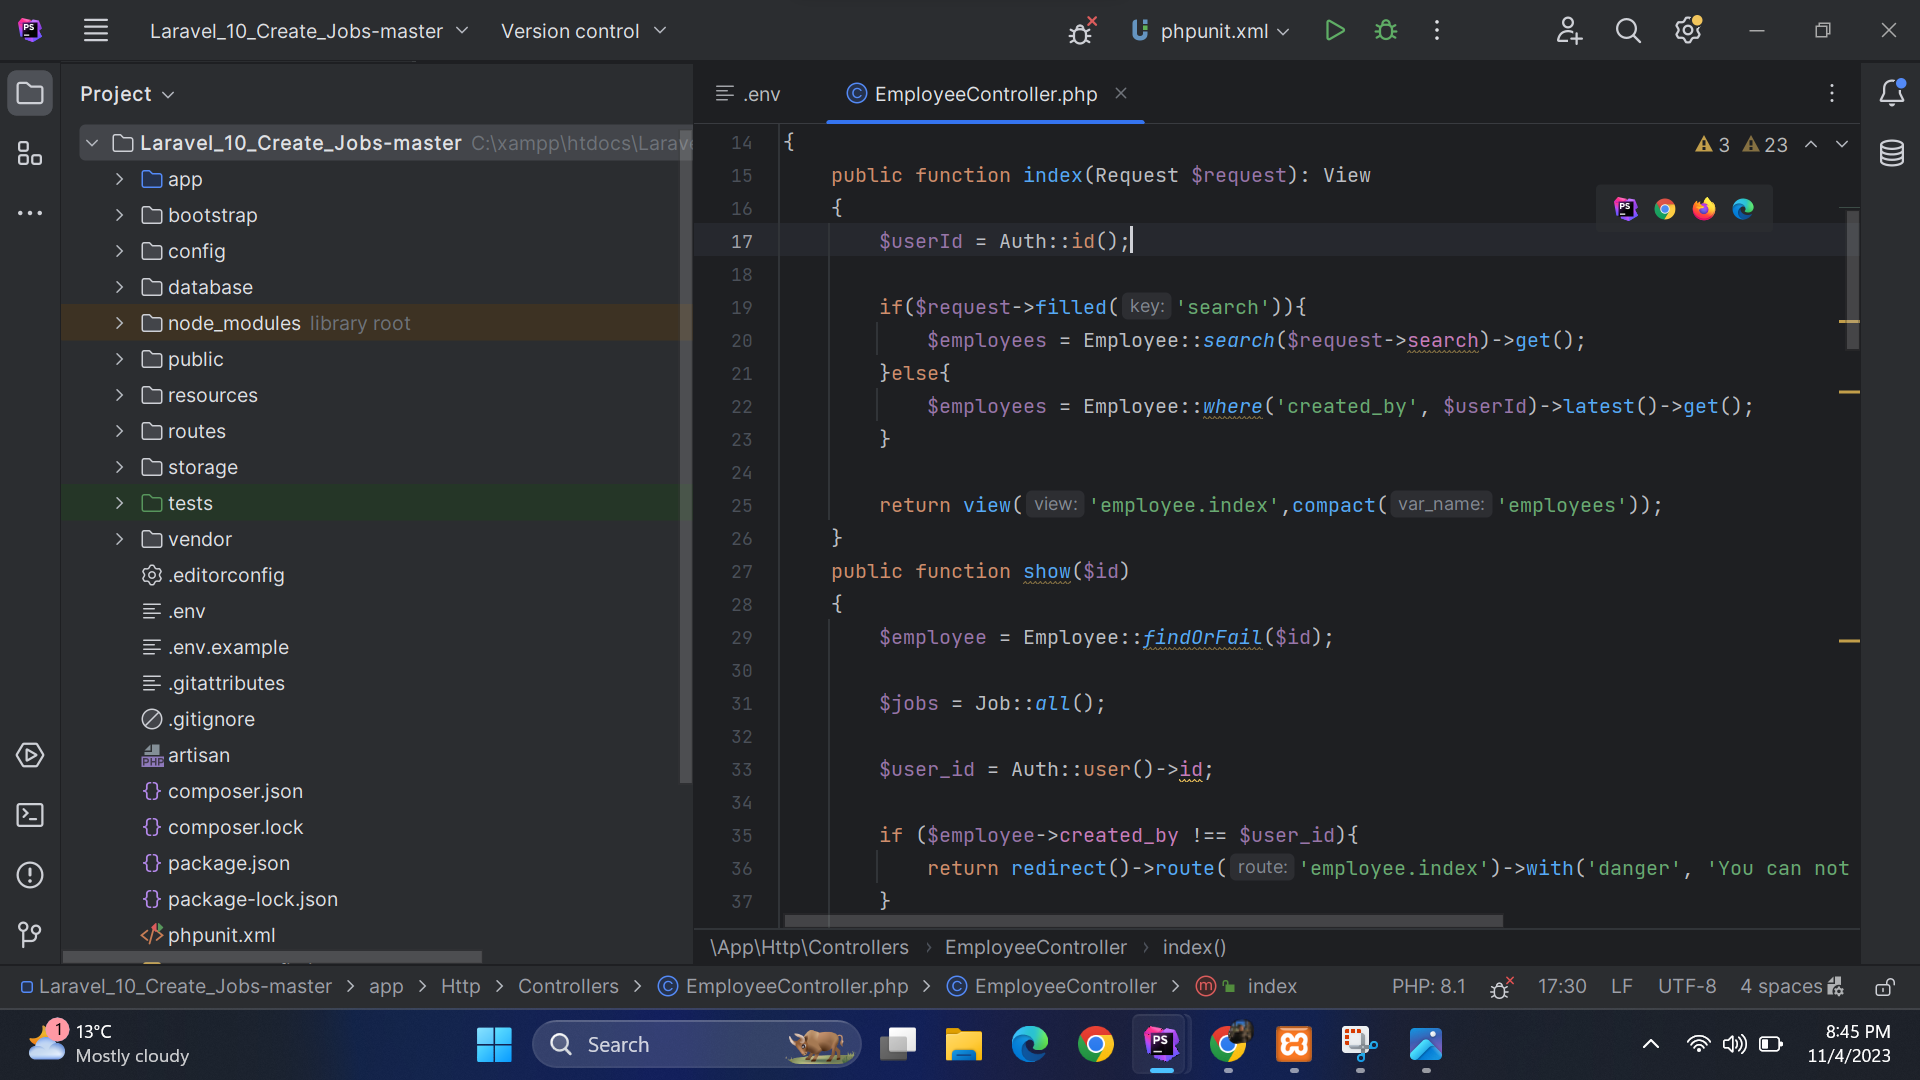 Laravel_10_Create_Jobs-master
Version control
phpunit.xml
Project
.env
EmployeeController.php
Laravel_10_Create_Jobs-master C:\xampp\htdocs\Larav
app
bootstrap
config
database
node_modules library root
public
resources
routes
storage
tests
vendor
.editorconfig
.env
.env.example
.gitattributes
.gitignore
artisan
composer.json
composer.lock
package.json
package-lock.json
phpunit.xml
3 23
14 {
15 public function index(Request $request): View
16 {
17 $userId = Auth::id();
18
19 if($request->filled( key: 'search')){
20 $employees = Employee::search($request->search)->get();
21 }else{
22 $employees = Employee::where('created_by', $userId)->latest()->get();
23 }
24
25 return view( view: 'employee.index',compact( var_name: 'employees'));
26 }
27 public function show($id)
28 {
29 $employee = Employee::findOrFail($id);
30
31 $jobs = Job::all();
32
33 $user_id = Auth::user()->id;
34
35 if ($employee->created_by !== $user_id){
36 return redirect()->route( route: 'employee.index')->with('danger', 'You can not
37 }
\App\Http\Controllers › EmployeeController › index()
Laravel_10_Create_Jobs-master > app > Http > Controllers > EmployeeController.php > EmployeeController > index
PHP: 8.1 17:30 LF UTF-8 4 spaces
1 13°C
Mostly cloudy
Search
8:45 PM
11/4/2023